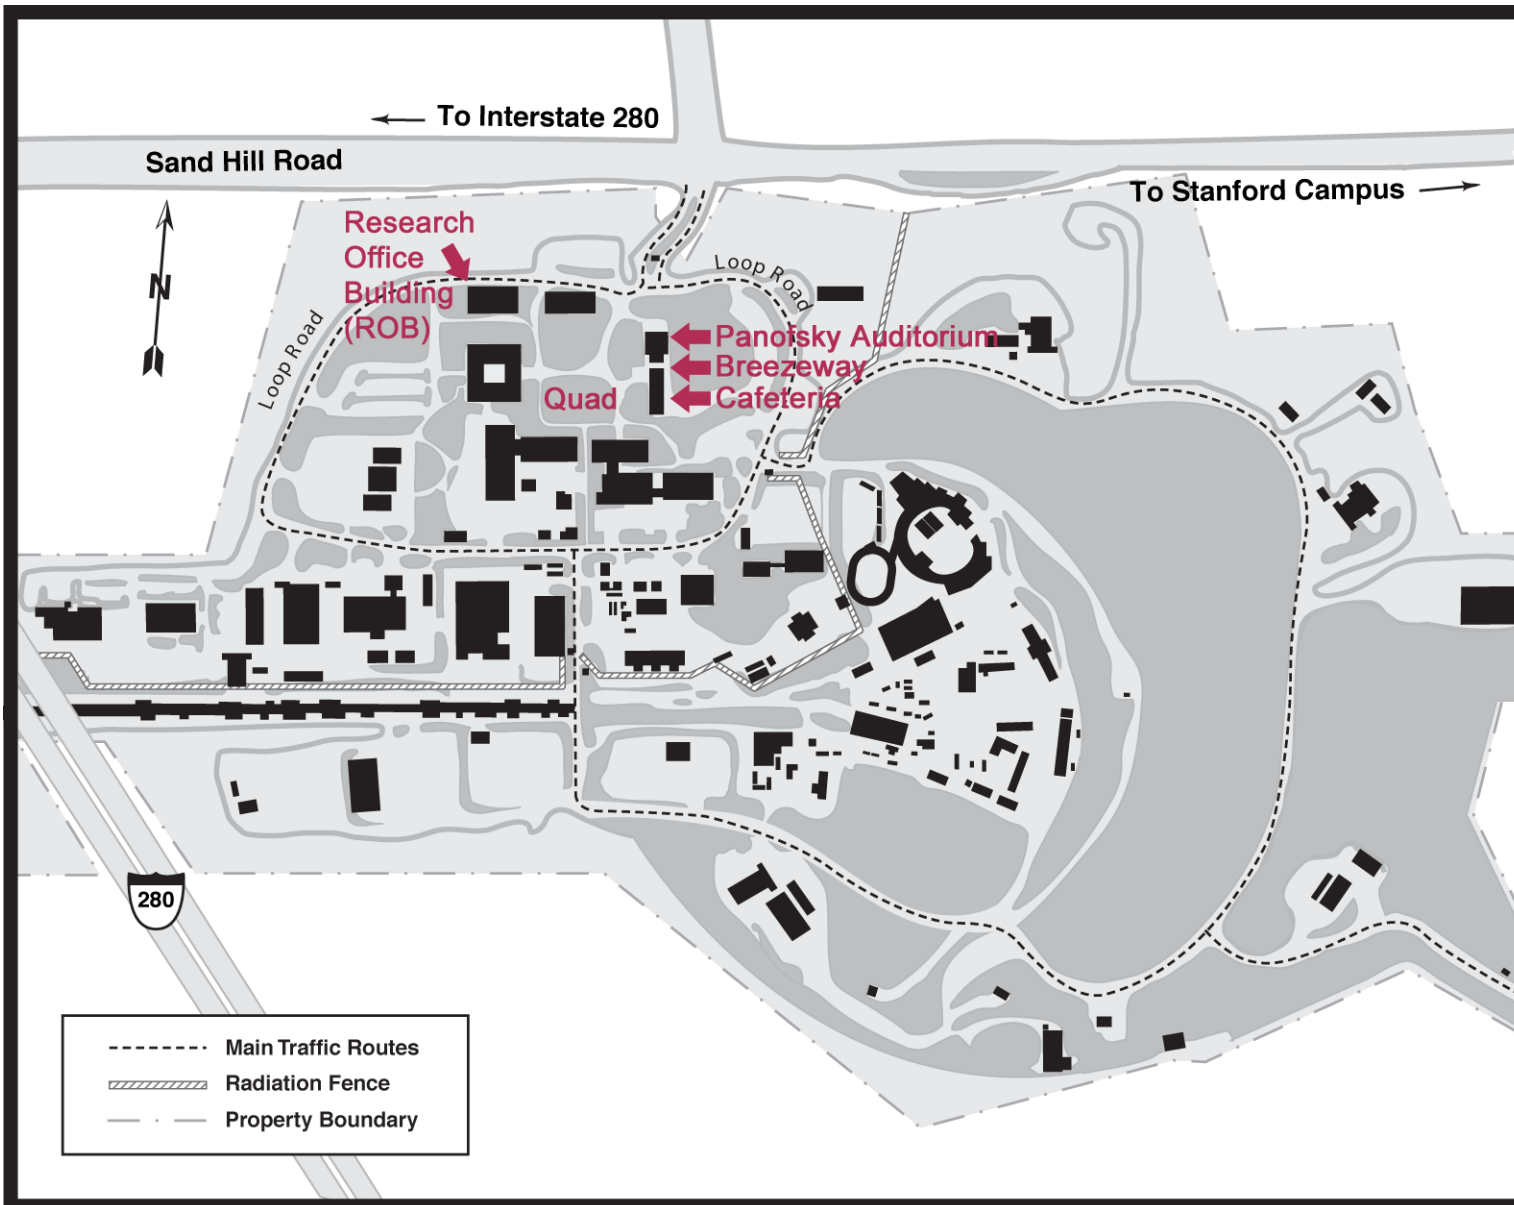 To Interstate 280
Sand Hill Road
To Stanford Campus
N
Research
Office
Building
(ROB)
Loop Road
Loop Road
Panofsky Auditorium
Breezeway
Cafeteria
Quad
280
Main Traffic Routes
Radiation Fence
Property Boundary